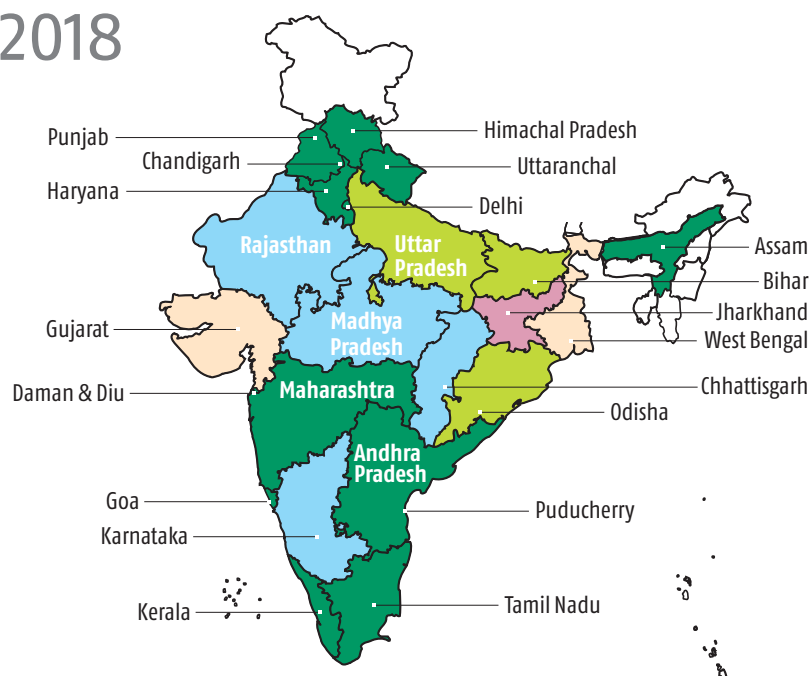 2018
Punjab
Himachal Pradesh
Chandigarh
Uttaranchal
Haryana
Delhi
Rajasthan
Uttar
Pradesh
Assam
Bihar
Jharkhand
Gujarat
Madhya
Pradesh
West Bengal
Daman & Diu
Maharashtra
Chhattisgarh
Odisha
Andhra
Pradesh
Goa
Puducherry
Karnataka
Kerala
Tamil Nadu